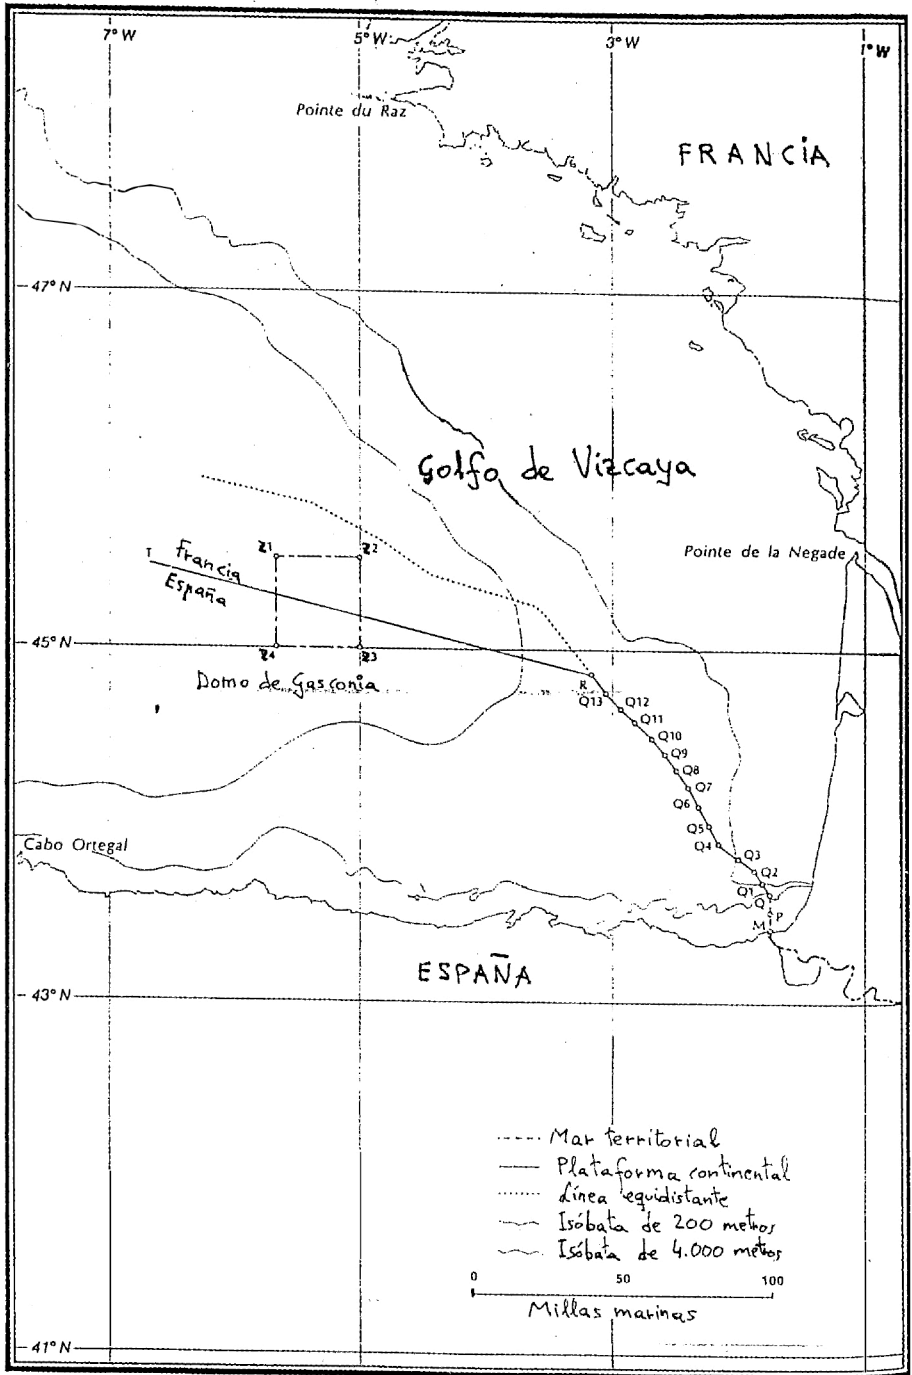 7° W
5° W
3° W
1° W
Pointe du Raz
FRANCIA
47° N
Golfo de Vizcaya
Pointe de la Négade
Z1
Z2
T
Francia
España
45° N
Z4
Z3
Domo de Gasconia
R
Q13
Q12
Q11
Q10
Q9
Q8
Q7
Q6
Q5
Q4
Q3
Q2
Q1
Q
P
M
Cabo Ortegal
ESPAÑA
43° N
Mar territorial
Plataforma continental
Línea equidistante
Isóbata de 200 metros
Isóbata de 4.000 metros
0 50 100
Millas marinas
41° N